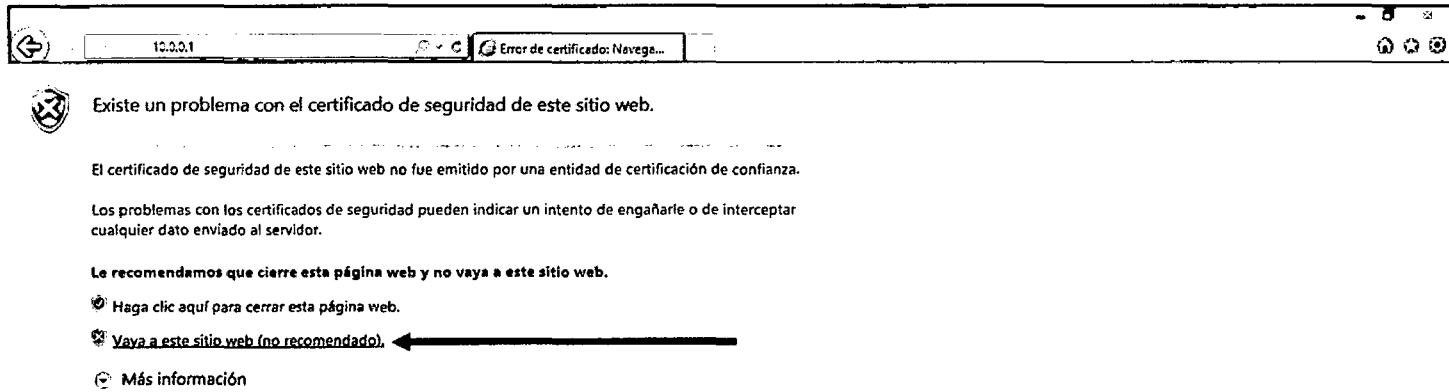 10.0.0.1
Error de certificado: Navega...
Existe un problema con el certificado de seguridad de este sitio web.
El certificado de seguridad de este sitio web no fue emitido por una entidad de certificación de confianza.
Los problemas con los certificados de seguridad pueden indicar un intento de engañarle o de interceptar
cualquier dato enviado al servidor.
Le recomendamos que cierre esta página web y no vaya a este sitio web.
Haga clic aquí para cerrar esta página web.
Vaya a este sitio web (no recomendado).
Más información